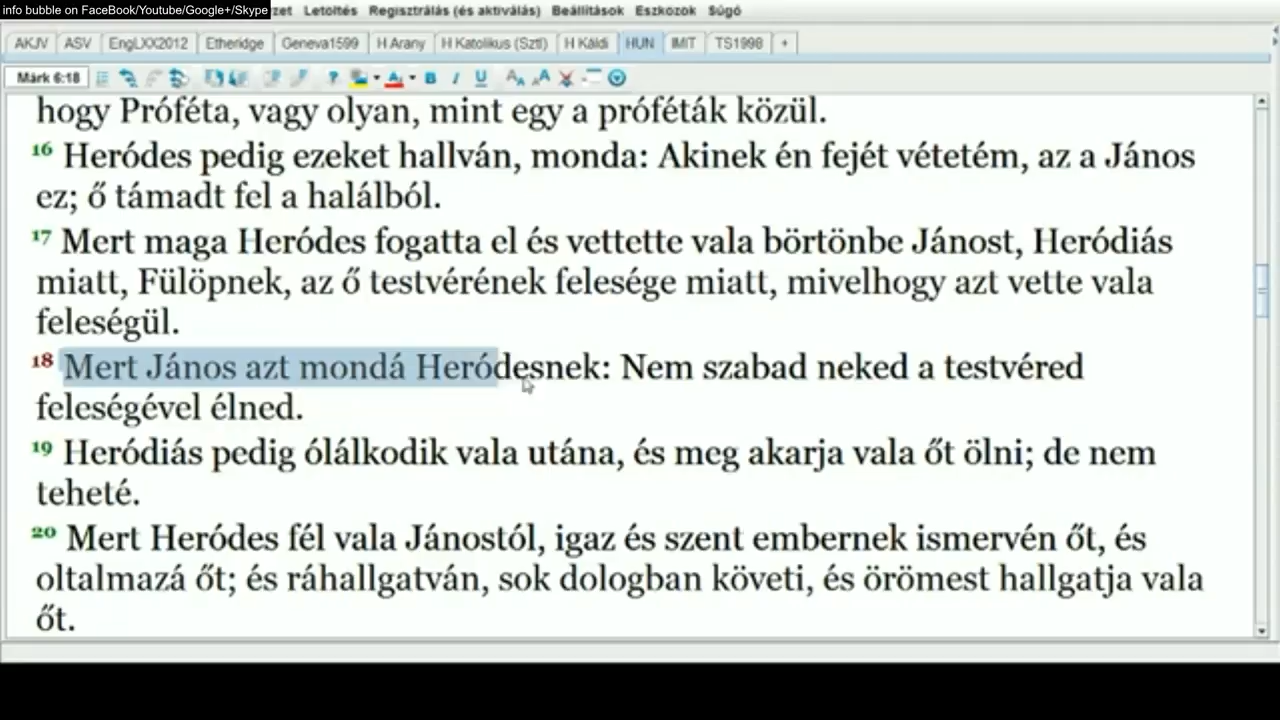 info bubble on FaceBook/Youtube/Google+/Skype
zet Letöltés Regisztrálás (és aktiválás) Beállítások Eszközök Súgó
AKJV ASV EnglXX2012 Etheridge Geneva1599 H Arany H Katolikus (SztI) H Káldi HUN IMIT TS1998 +
Márk 6:18
hogy Próféta, vagy olyan, mint egy a próféták közül.
16 Heródes pedig ezeket hallván, monda: Akinek én fejét vétetém, az a János
ez; ő támadt fel a halálból.
17 Mert maga Heródes fogatta el és vettette vala börtönbe Jánost, Heródiás
miatt, Fülöpnek, az ő testvérének felesége miatt, mivelhogy azt vette vala
feleségül.
18 Mert János azt mondá Heródesnek: Nem szabad neked a testvéred
feleségével élned.
19 Heródiás pedig ólálkodik vala utána, és meg akarja vala őt ölni; de nem
teheté.
20 Mert Heródes fél vala Jánostól, igaz és szent embernek ismervén őt, és
oltalmazá őt; és ráhallgatván, sok dologban követi, és örömest hallgatja vala
őt.